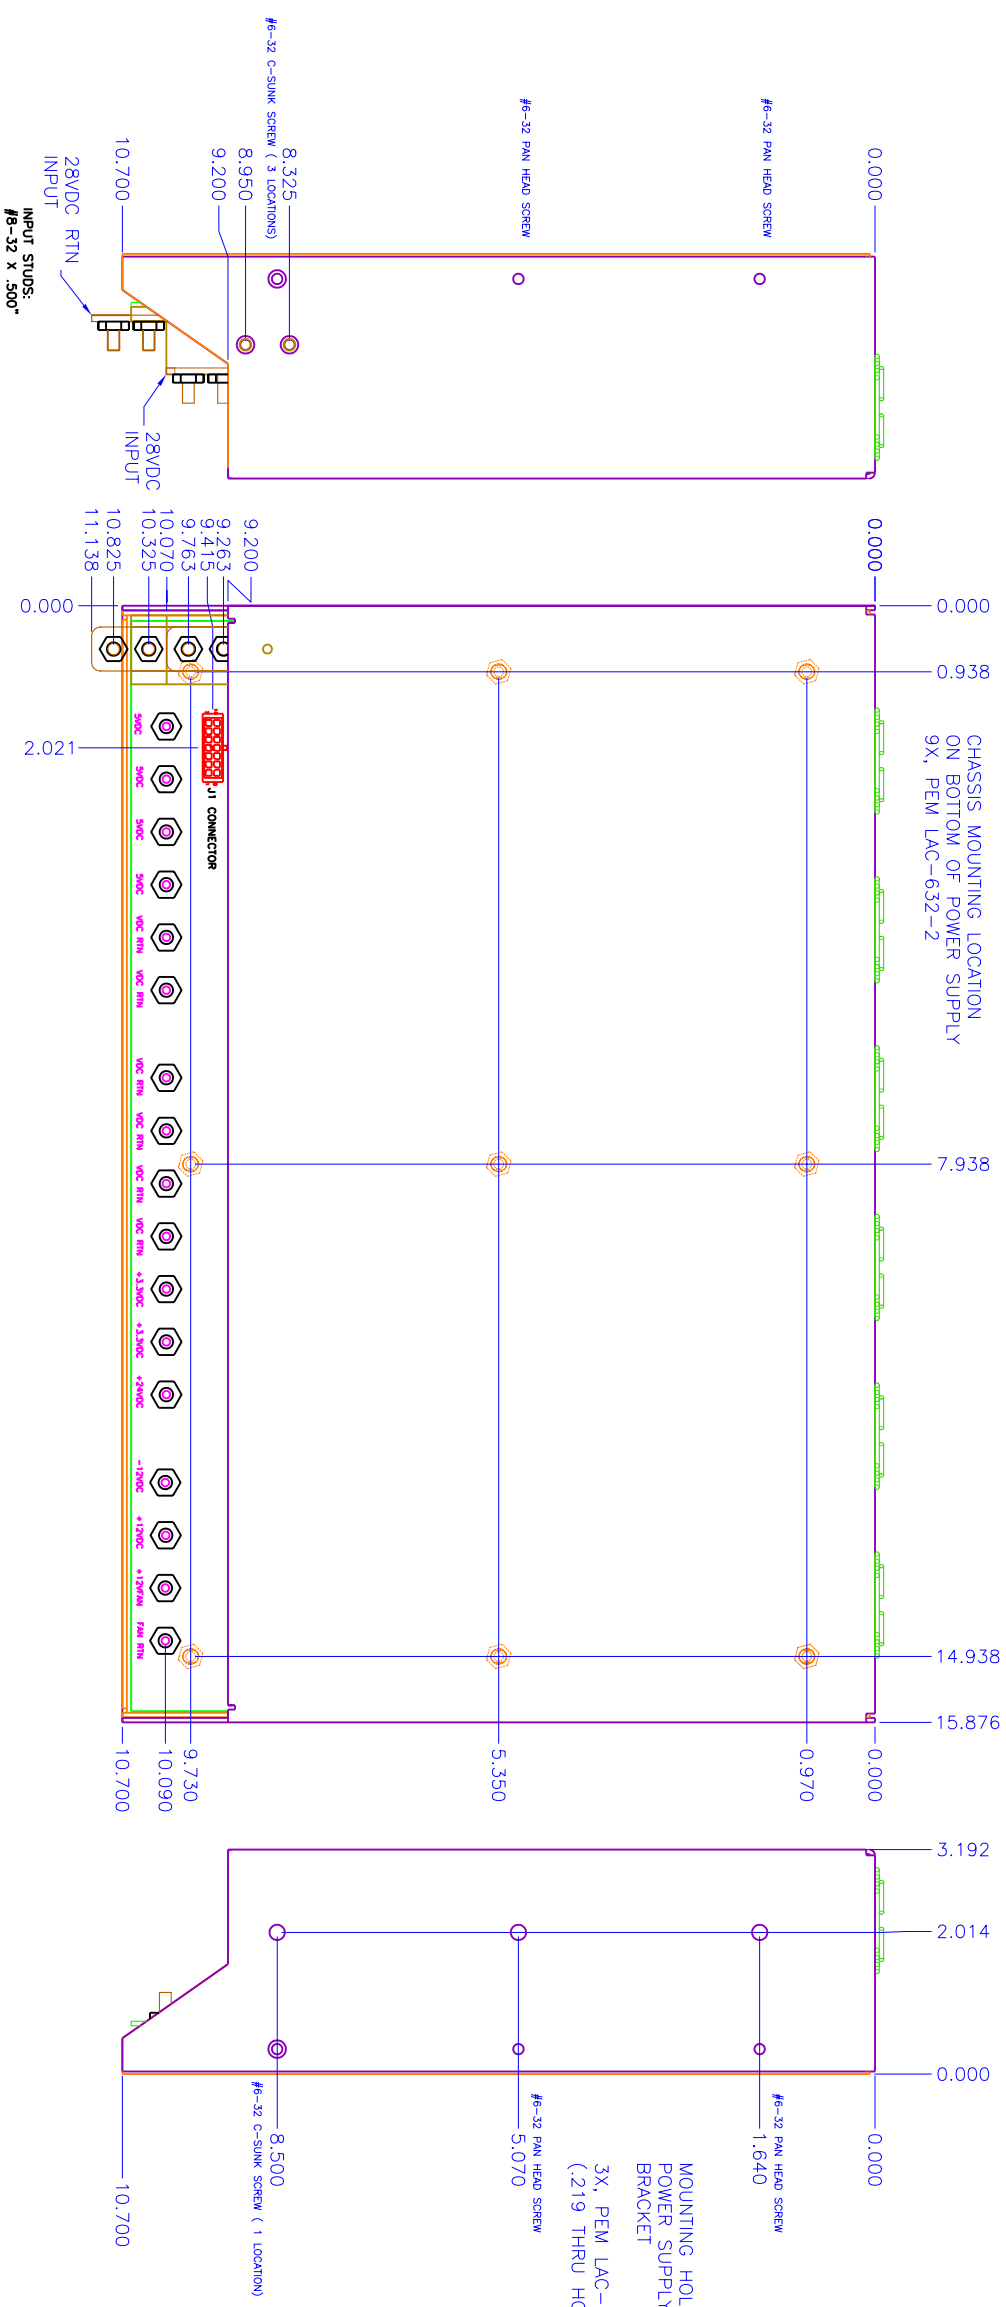 #6-32 C-SUNK SCREW ( 3 LOCATIONS)
#6-32 PAN HEAD SCREW
#6-32 PAN HEAD SCREW
0.000
8.325
8.950
9.200
10.700
28VDC RTN
INPUT
INPUT STUDS:
#8-32 X .500"
28VDC
INPUT
0.000
9.200
9.263
9.415
9.763
10.070
10.325
10.825
11.138
0.000
2.021
0.000
0.938
7.938
14.938
15.876
CHASSIS MOUNTING LOCATION
ON BOTTOM OF POWER SUPPLY
9X, PEM LAC-632-2
J1 CONNECTOR
5VDC
5VDC
5VDC
5VDC
VDC RTN
VDC RTN
VDC RTN
VDC RTN
VDC RTN
VDC RTN
+3.3VDC
+3.3VDC
+24VDC
-12VDC
+12VDC
+12VFAN
FAN RTN
0.000
0.970
5.350
9.730
10.090
10.700
3.192
2.014
0.000
0.000
#6-32 PAN HEAD SCREW
1.640
#6-32 PAN HEAD SCREW
5.070
8.500
#6-32 C-SUNK SCREW ( 1 LOCATION)
10.700
MOUNTING HOL
POWER SUPPLY
BRACKET
3X, PEM LAC-
(.219 THRU HO